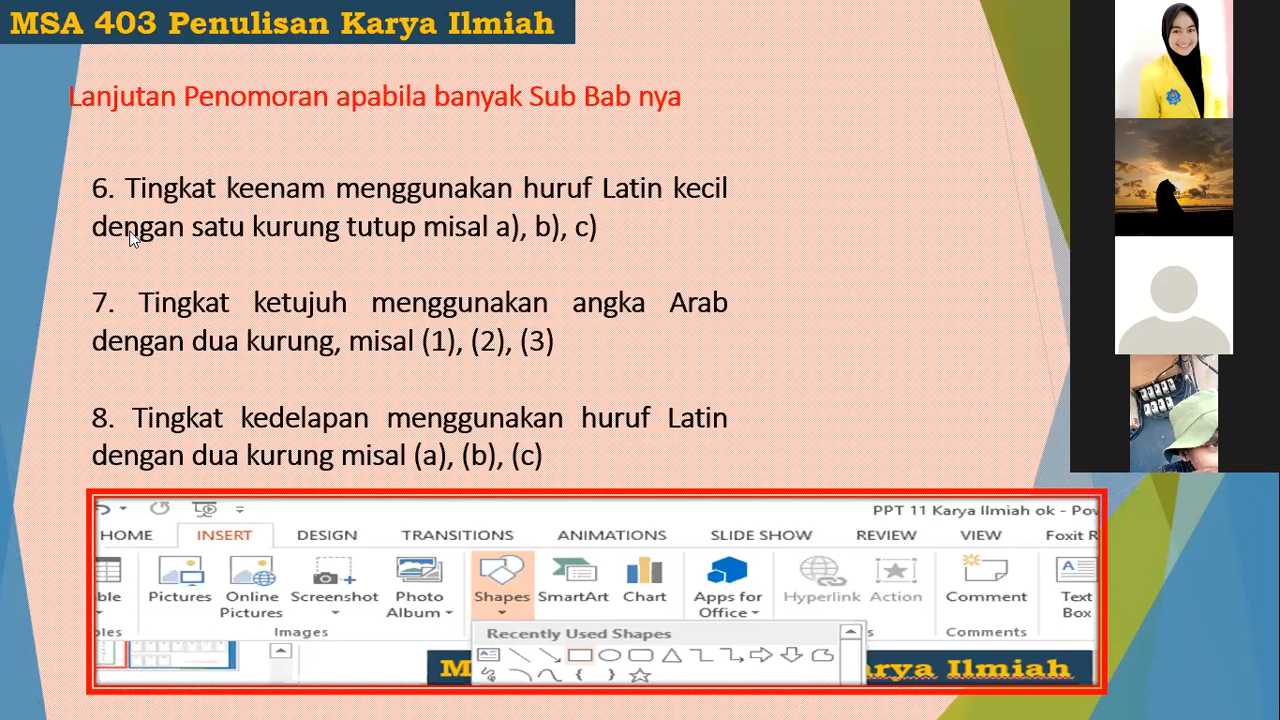 MSA 403 Penulisan Karya Ilmiah
Lanjutan Penomoran apabila banyak Sub Bab nya
6. Tingkat keenam menggunakan huruf Latin kecil
dengan satu kurung tutup misal a), b), c)
7. Tingkat ketujuh menggunakan angka Arab
dengan dua kurung, misal (1), (2), (3)
8. Tingkat kedelapan menggunakan huruf Latin
dengan dua kurung misal (a), (b), (c)
PPT 11 Karya Ilmiah ok - Pov
HOME INSERT DESIGN TRANSITIONS ANIMATIONS SLIDE SHOW REVIEW VIEW Foxit R
ble Pictures Online Screenshot Photo Shapes SmartArt Chart Apps for Hyperlink Action Comment Text
Pictures Album Office Box
oles Images s Comments
Recently Used Shapes
M arya Ilmiah